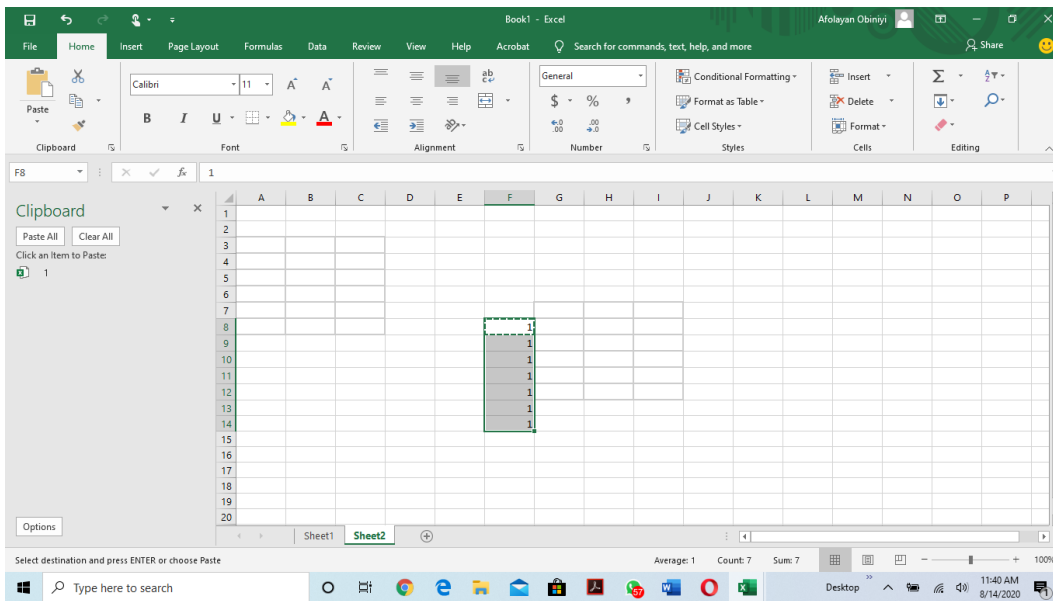 Book1 - Excel
Afolayan Obiniyi
File Home Insert Page Layout Formulas Data Review View Help Acrobat Search for commands, text, help, and more Share
Paste
Calibri 11 A A
General
Conditional Formatting
Insert
B I U A
$ % ,
Format as Table
Delete
Cell Styles
Format
Clipboard Font Alignment Number Styles Cells Editing
F8 fx 1
Clipboard
Paste All Clear All
Click an Item to Paste:
1
A B C D E F G H I J K L M N O P
1
2
3
4
5
6
7
8 1
9 1
10 1
11 1
12 1
13 1
14 1
15
16
17
18
19
20
Options
Sheet1 Sheet2
Select destination and press ENTER or choose Paste
Average: 1 Count: 7 Sum: 7 100%
Type here to search
57
Desktop
11:40 AM
8/14/2020
1